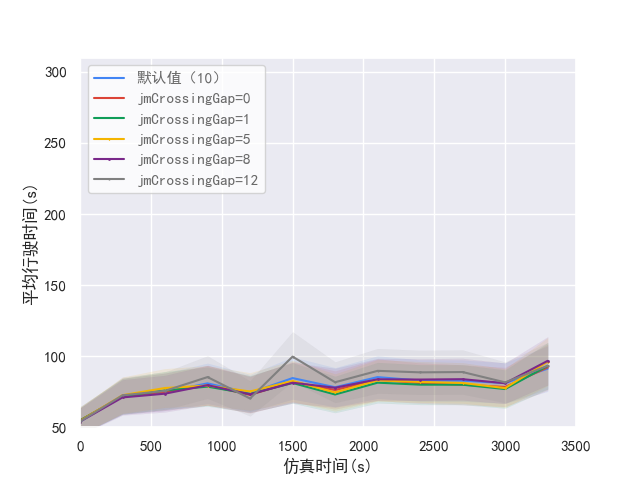 默认值（10）
jmCrossingGap=0
jmCrossingGap=1
jmCrossingGap=5
jmCrossingGap=8
jmCrossingGap=12
300
250
200
150
100
50
平均行驶时间(s)
0 500 1000 1500 2000 2500 3000 3500
仿真时间(s)